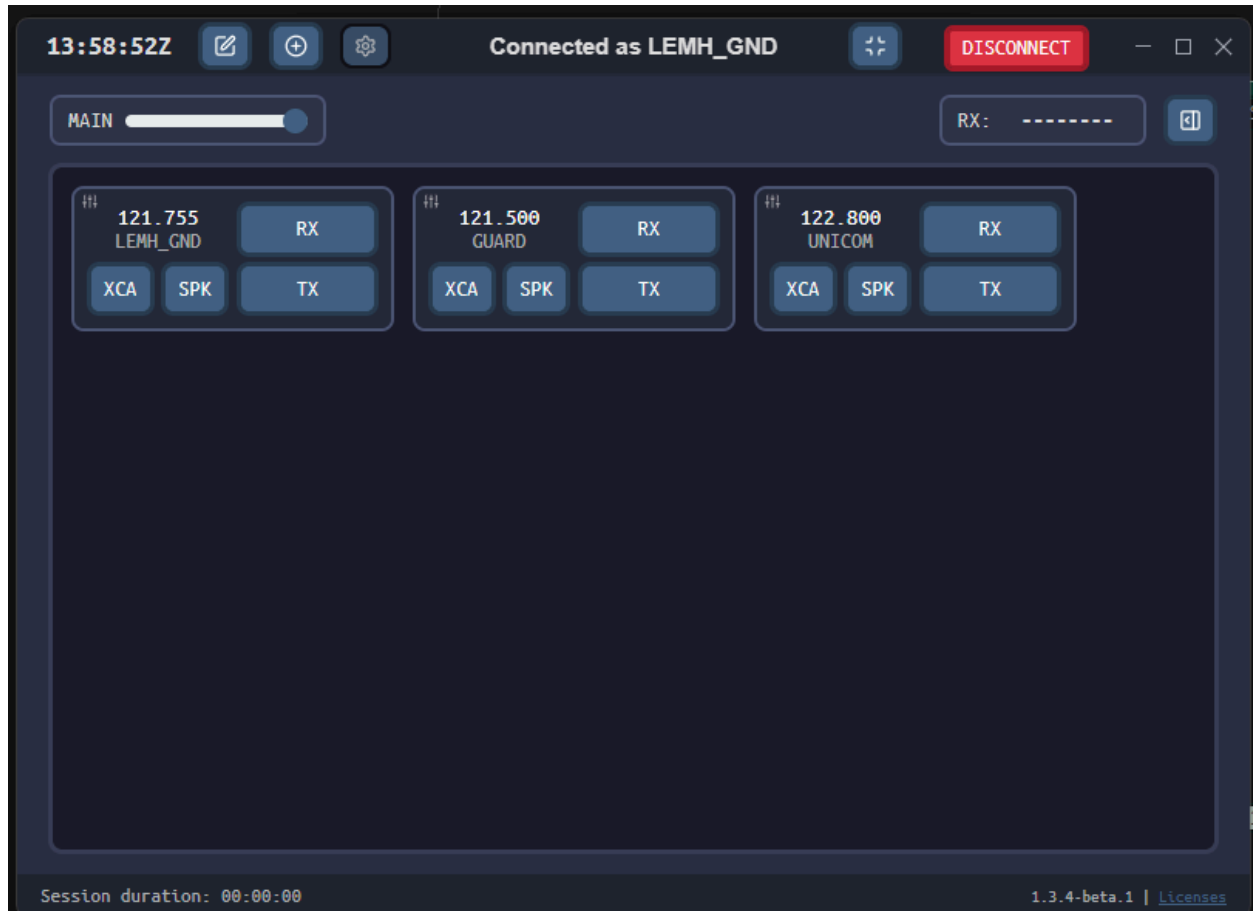 13:58:52Z Connected as LEMH_GND DISCONNECT
MAIN RX: --------
121.755 RX 121.500 RX 122.800 RX
LEMH_GND GUARD UNICOM
XCA SPK TX XCA SPK TX XCA SPK TX
Session duration: 00:00:00 1.3.4-beta.1 | Licenses